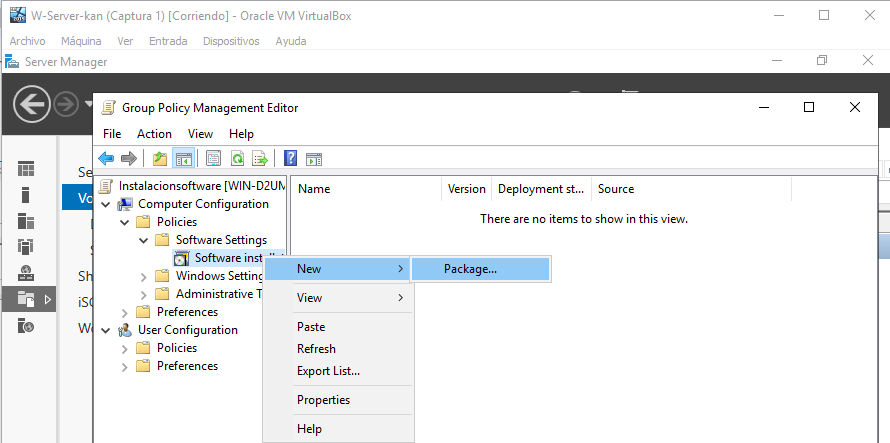 W-Server-kan (Captura 1) [Corriendo] - Oracle VM VirtualBox
Archivo Máquina Ver Entrada Dispositivos Ayuda
Server Manager
Group Policy Management Editor
File Action View Help
Instalacionsoftware [WIN-D2UM
Computer Configuration
Policies
Software Settings
Software install
Windows Setting
Administrative T
Preferences
User Configuration
Policies
Preferences
Name Version Deployment st... Source
There are no items to show in this view.
New
Package...
View
Paste
Refresh
Export List...
Properties
Help
Se
Vo
Sh
iSC
Wo